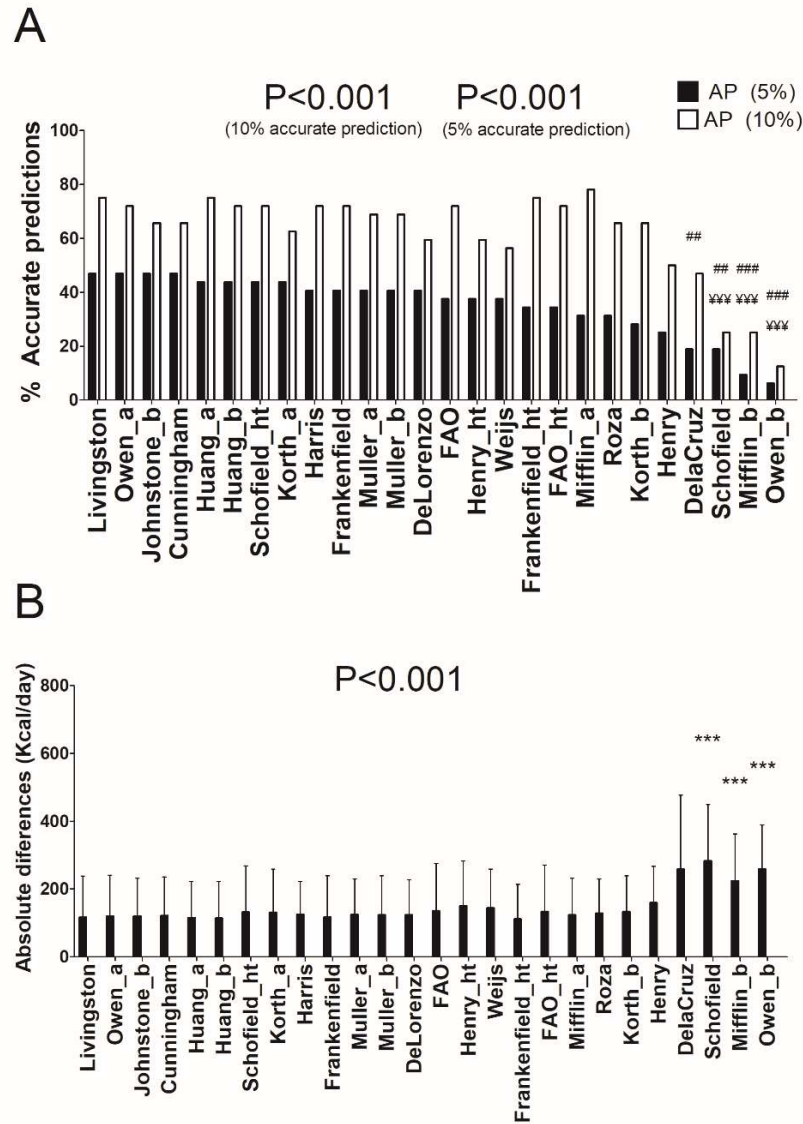 A
P<0.001 P<0.001
(10% accurate prediction) (5% accurate prediction)
AP (5%)
AP (10%)
% Accurate predictions
100
80
60
40
20
0
##
## ### ###
¥¥¥ ¥¥¥ ¥¥¥
Livingston
Owen_a
Johnstone_b
Cunningham
Huang_a
Huang_b
Schofield_ht
Korth_a
Harris
Frankenfield
Muller_a
Muller_b
DeLorenzo
FAO
Henry_ht
Weijs
Frankenfield_ht
FAO_ht
Mifflin_a
Roza
Korth_b
Henry
DelaCruz
Schofield
Mifflin_b
Owen_b
B
P<0.001
Absolute diferences (Kcal/day)
800
600
400
200
0
*** *** ***
Livingston
Owen_a
Johnstone_b
Cunningham
Huang_a
Huang_b
Schofield_ht
Korth_a
Harris
Frankenfield
Muller_a
Muller_b
DeLorenzo
FAO
Henry_ht
Weijs
Frankenfield_ht
FAO_ht
Mifflin_a
Roza
Korth_b
Henry
DelaCruz
Schofield
Mifflin_b
Owen_b